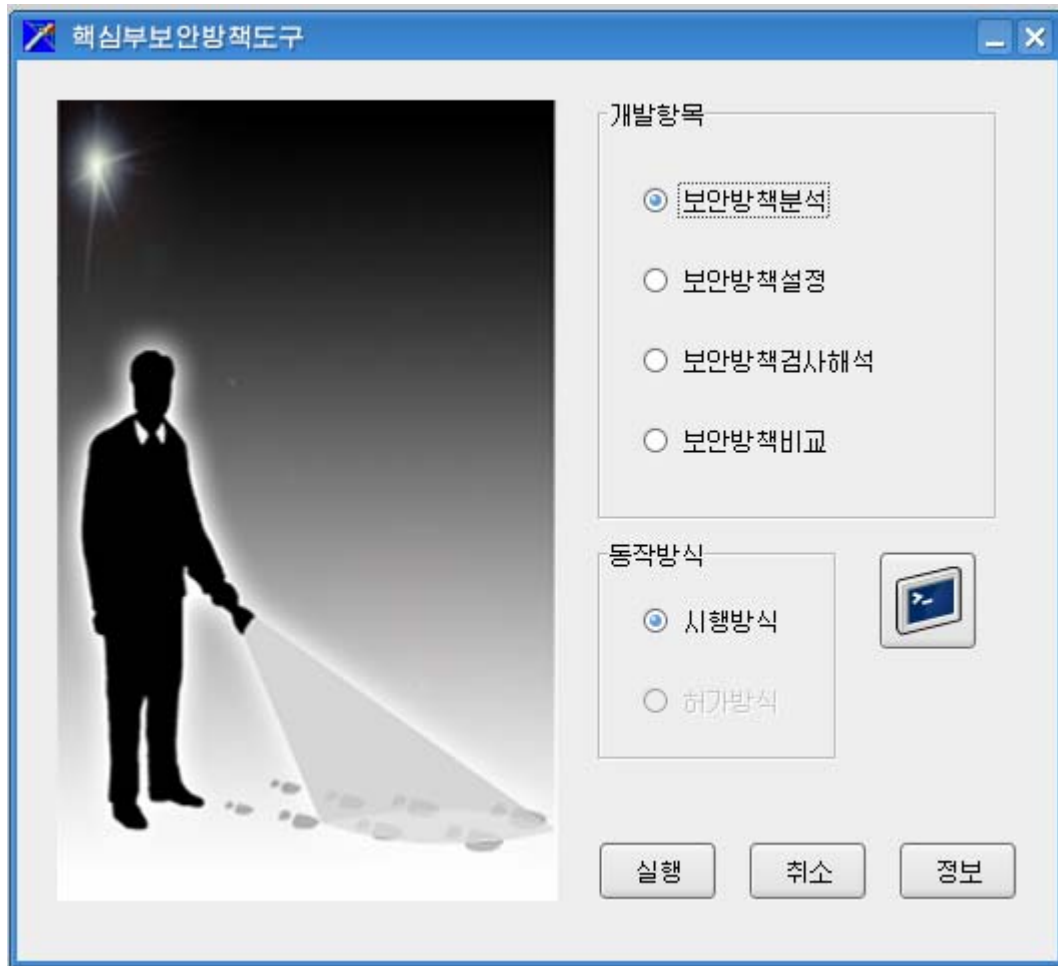 핵심부보안방책도구
개발항목
보안방책분석
보안방책설정
보안방책검사해석
보안방책비교
동작방식
시행방식
허가방식
>_
실행
취소
정보